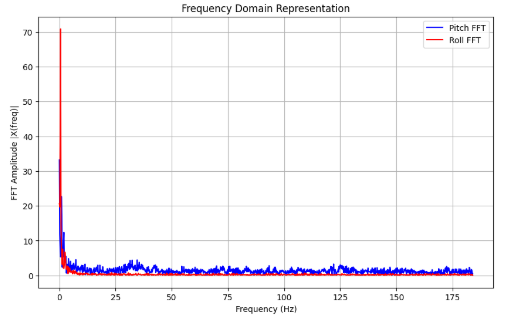 Frequency Domain Representation
Pitch FFT
Roll FFT
FFT Amplitude |X(freq)|
70
60
50
40
30
20
10
0
0 25 50 75 100 125 150 175
Frequency (Hz)